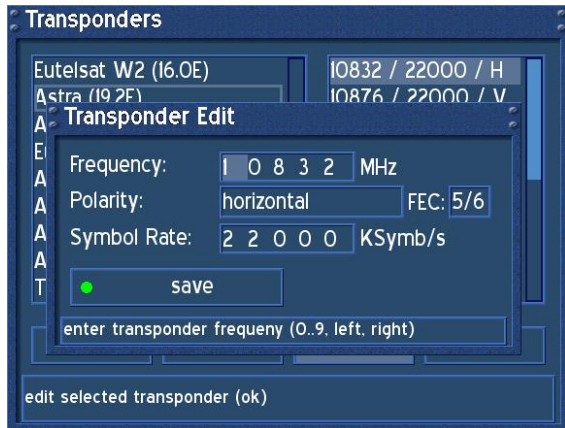 Transponders
Eutelsat W2 (16.0E)
10832 / 22000 / H
Astra (19.2E)
10876 / 22000 / V
Transponder Edit
Frequency: 1 0 8 3 2 MHz
Polarity: horizontal FEC: 5/6
Symbol Rate: 2 2 0 0 0 KSymb/s
save
enter transponder frequeny (0..9, left, right)
edit selected transponder (ok)